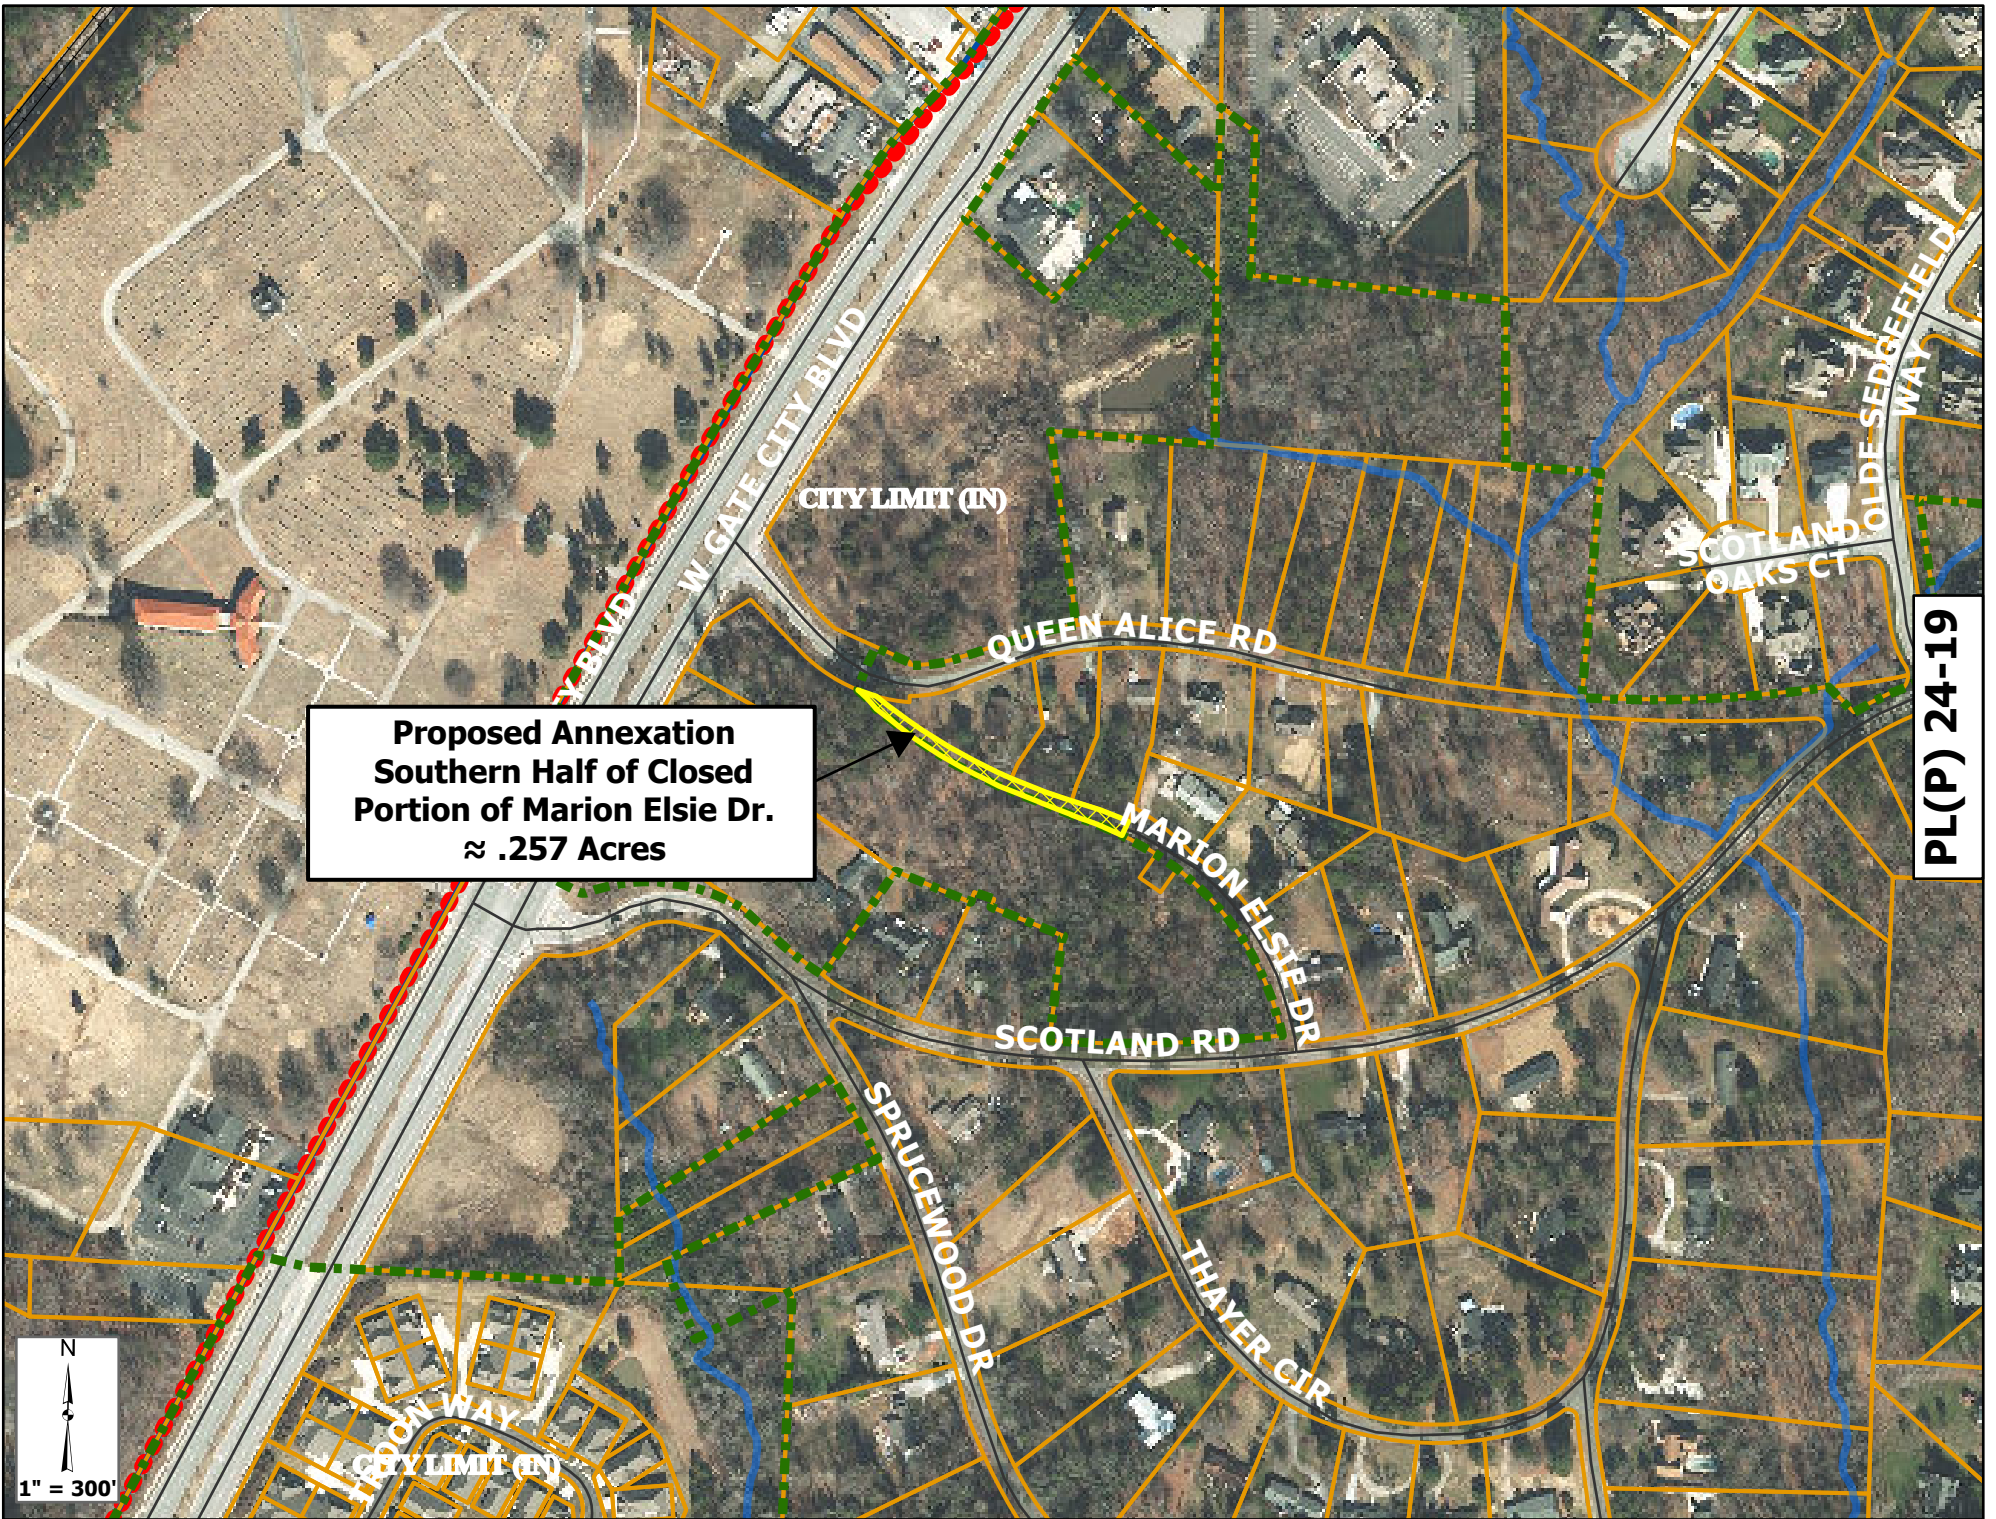 W GATE CITY BLVD
CITY LIMIT (IN)
OLDE SEDGEFIELD
WAY
SCOTLAND
OAKS CT
QUEEN ALICE RD
Y BLVD
Proposed Annexation
Southern Half of Closed
Portion of Marion Elsie Dr.
≈ .257 Acres
PL(P) 24-19
MARION ELSIE DR
SCOTLAND RD
SPRUCEWOOD DR
THAYER CIR
WAY
CITY LIMIT (IN)
N
1" = 300'